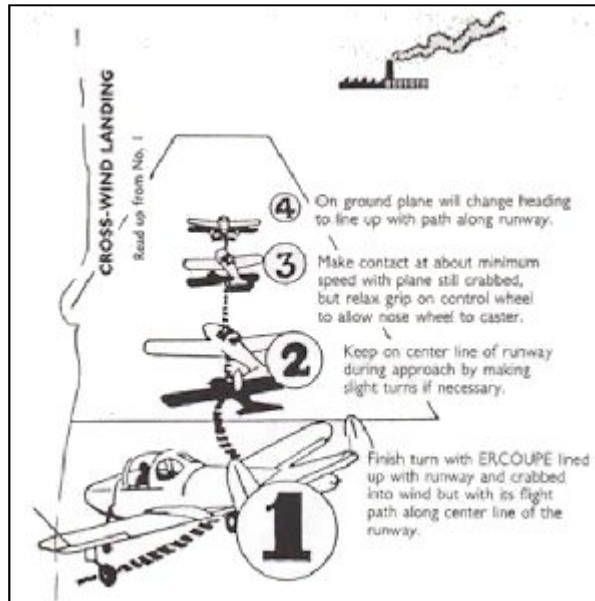 CROSS-WIND LANDING
Read up from No. 1
4
On ground plane will change heading
to line up with path along runway.
3
Make contact at about minimum
speed with plane still crabbed,
but relax grip on control wheel
to allow nose wheel to caster.
2
Keep on center line of runway
during approach by making
slight turns if necessary.
1
Finish turn with ERCOUPE lined
up with runway and crabbed
into wind but with its flight
path along center line of the
runway.